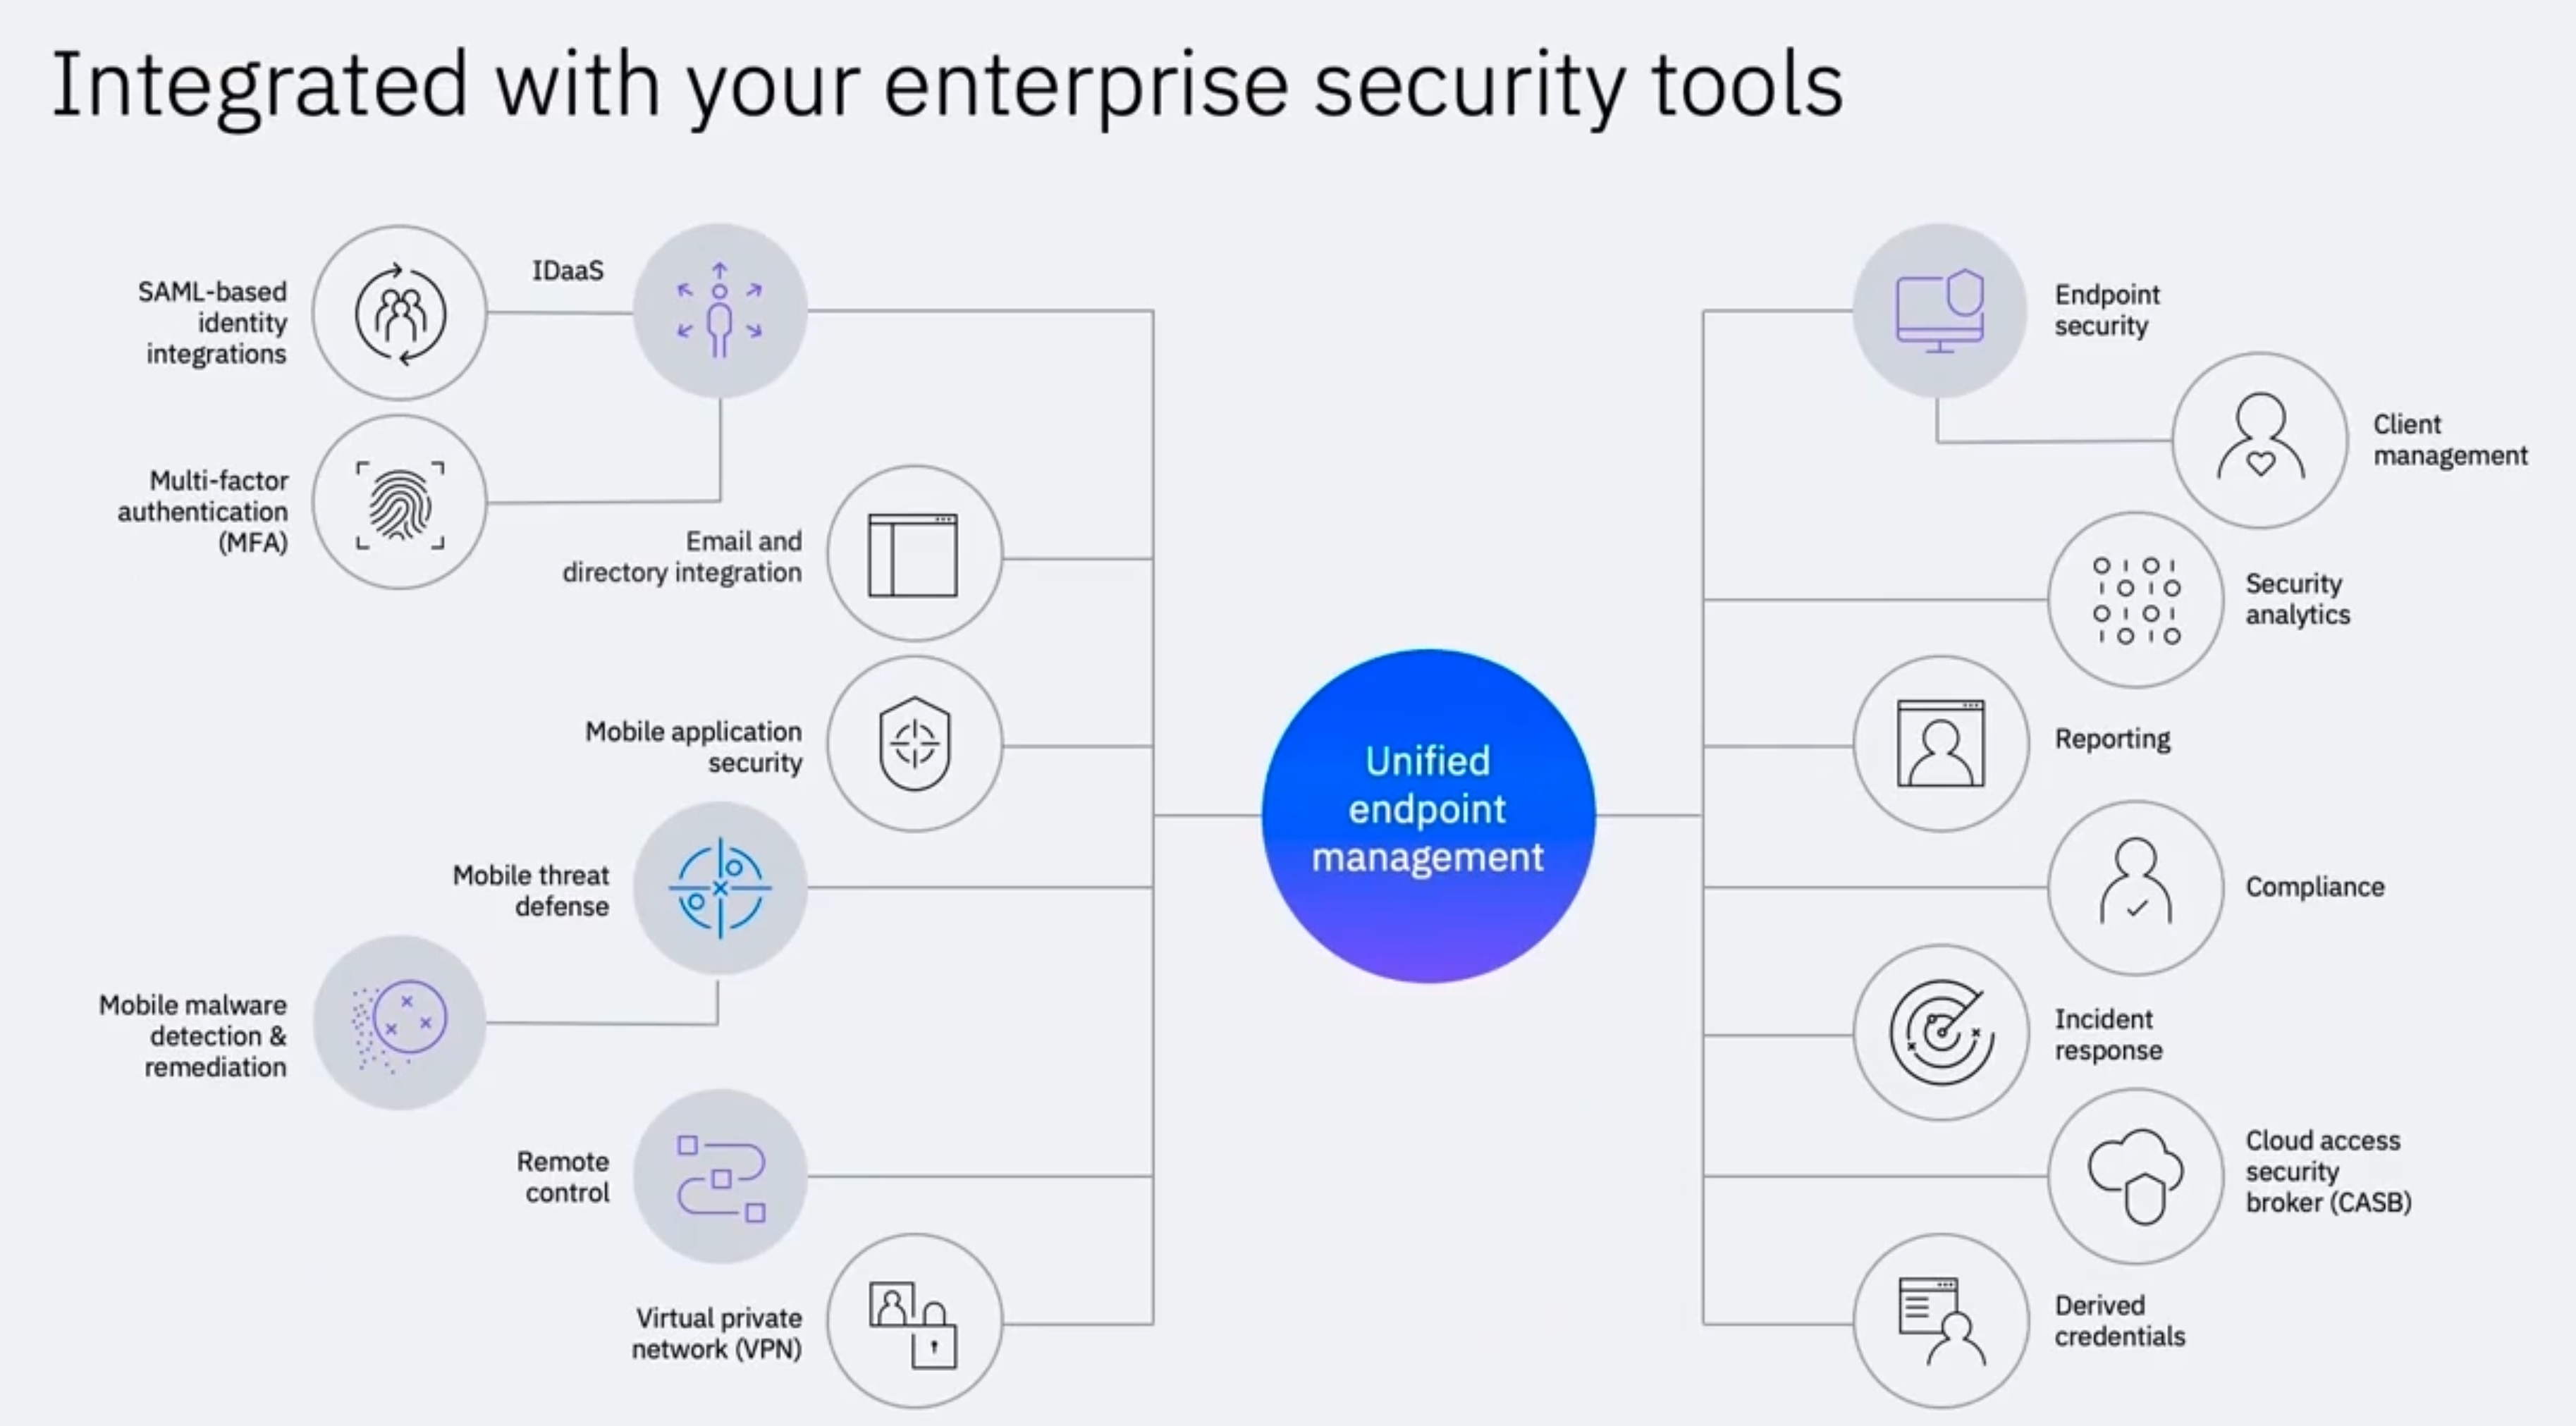 Integrated with your enterprise security tools
SAML-based
identity
integrations
IDaaS
Multi-factor
authentication
(MFA)
Email and
directory integration
Mobile application
security
Mobile threat
defense
Mobile malware
detection &
remediation
Remote
control
Virtual private
network (VPN)
Unified
endpoint
management
Endpoint
security
Client
management
Security
analytics
Reporting
Compliance
Incident
response
Cloud access
security
broker (CASB)
Derived
credentials